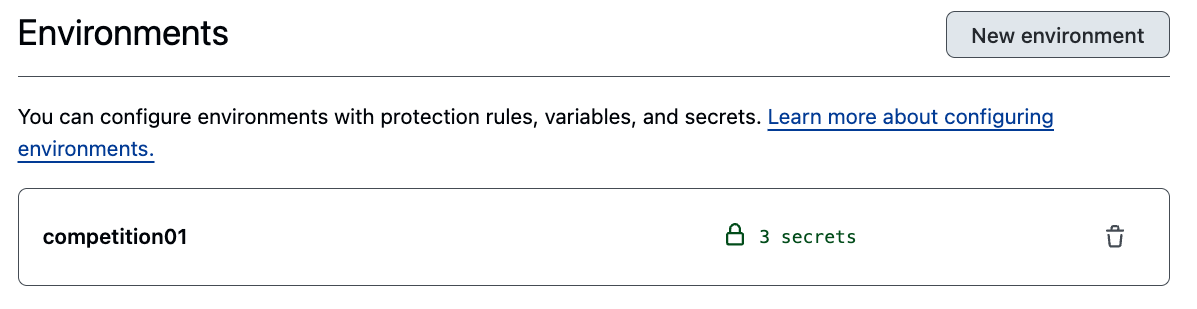 Environments
New environment
You can configure environments with protection rules, variables, and secrets. Learn more about configuring
environments.
competition01
3 secrets